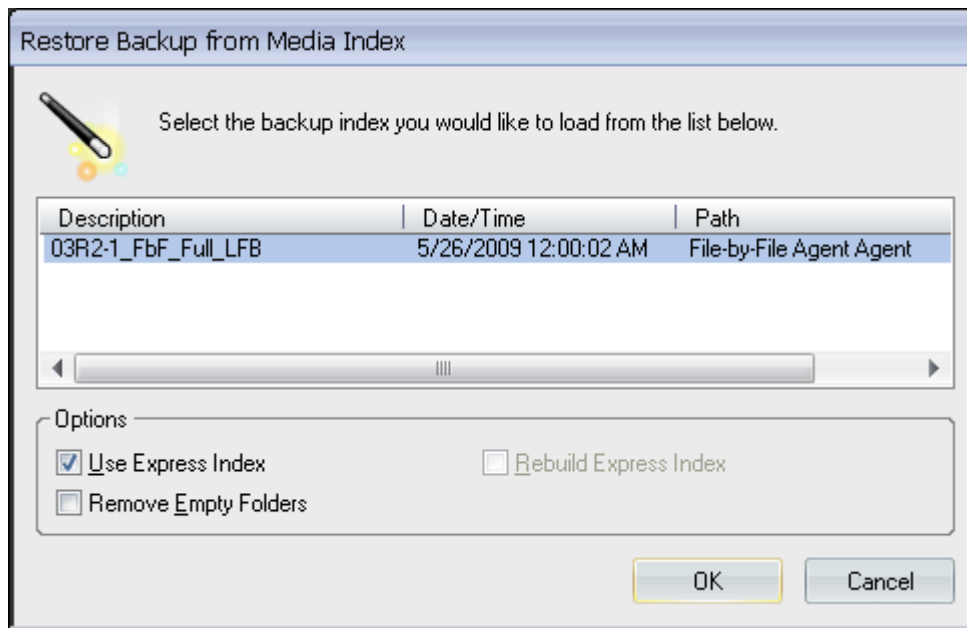 Restore Backup from Media Index
Select the backup index you would like to load from the list below.
Description Date/Time Path
03R2-1_FbF_Full_LFB 5/26/2009 12:00:02 AM File-by-File Agent Agent
Options
Use Express Index Rebuild Express Index
Remove Empty Folders
OK Cancel